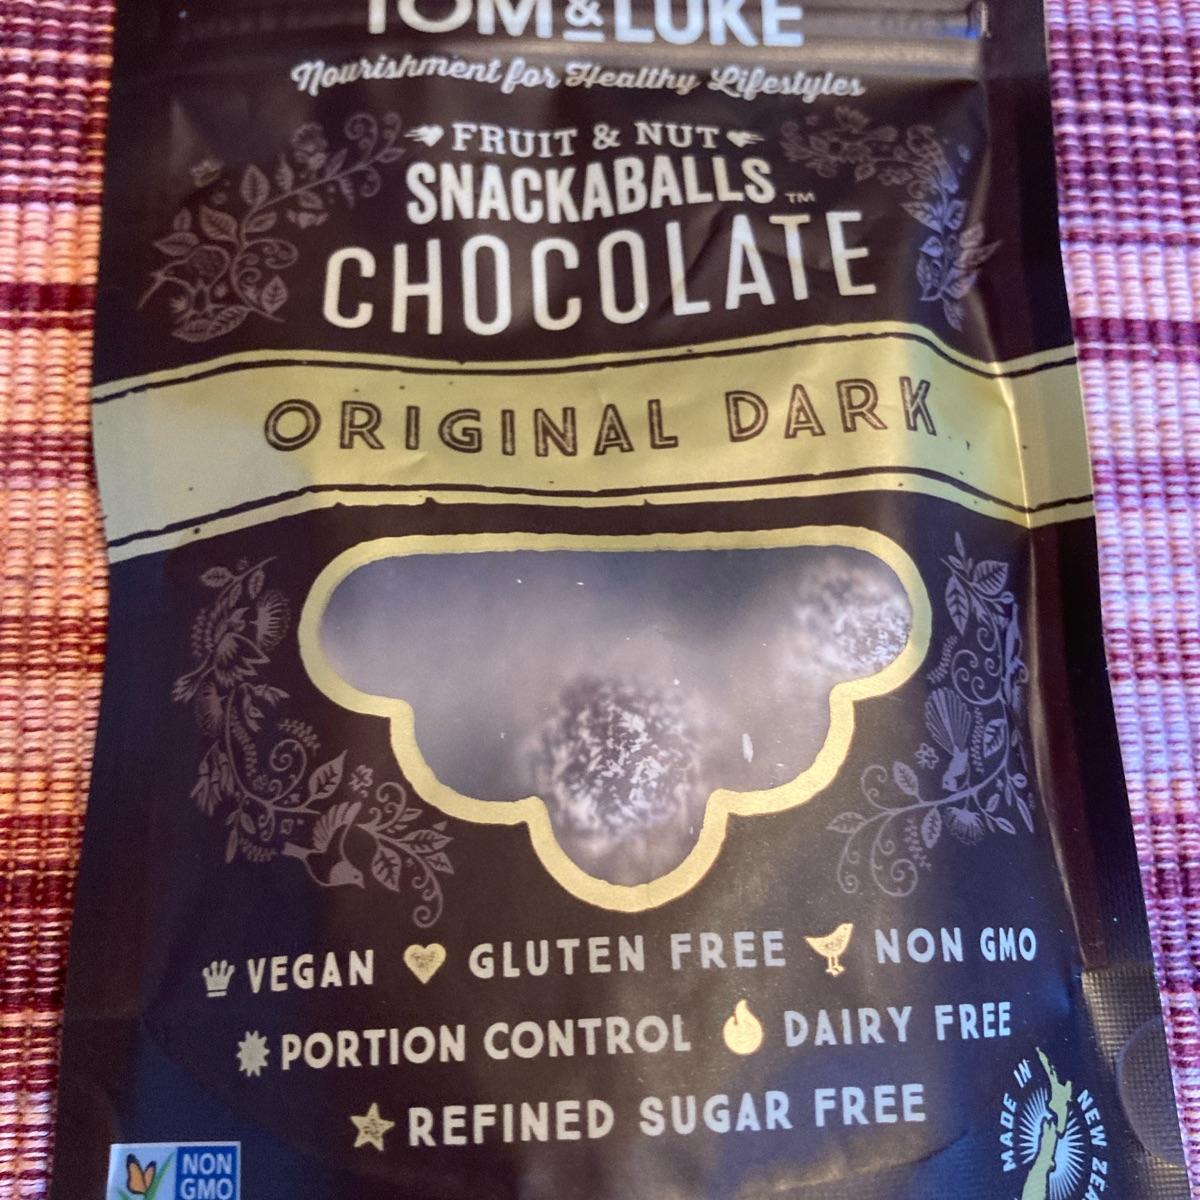 TOM & LUKE
Nourishment for Healthy Lifestyles
FRUIT & NUT
SNACKABALLS™
CHOCOLATE
ORIGINAL DARK
VEGAN GLUTEN FREE NON GMO
PORTION CONTROL DAIRY FREE
REFINED SUGAR FREE
MADE IN NEW ZEA
NON
GMO